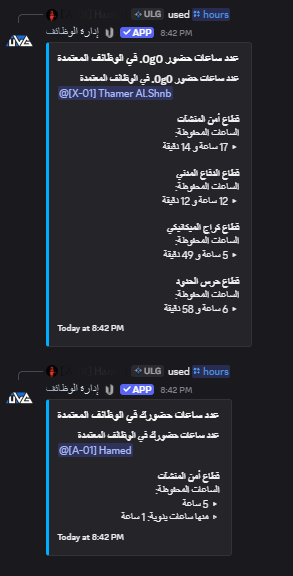 ULG used hours
إدارة الوظائف APP 8:42 PM
عدد ساعات حضور 0g0. في الوظائف المعتمدة
عدد ساعات حضور 0g0. في الوظائف المعتمدة
@[X-01] Thamer Al.Shnb
قطاع أمن المنشآت
الساعات المحفوظة:
17 ساعة و 14 دقيقة
قطاع الدفاع المدني
الساعات المحفوظة:
12 ساعة و 12 دقيقة
قطاع كراج الميكانيكي
الساعات المحفوظة:
5 ساعة و 49 دقيقة
قطاع حرس الحدود
الساعات المحفوظة:
6 ساعة و 58 دقيقة
Today at 8:42 PM
ULG used hours
إدارة الوظائف APP 8:42 PM
عدد ساعات حضورك في الوظائف المعتمدة
عدد ساعات حضورك في الوظائف المعتمدة
@[A-01] Hamed
قطاع أمن المنشآت
الساعات المحفوظة:
5 ساعة
منها ساعات يدوية: 1 ساعة
Today at 8:42 PM